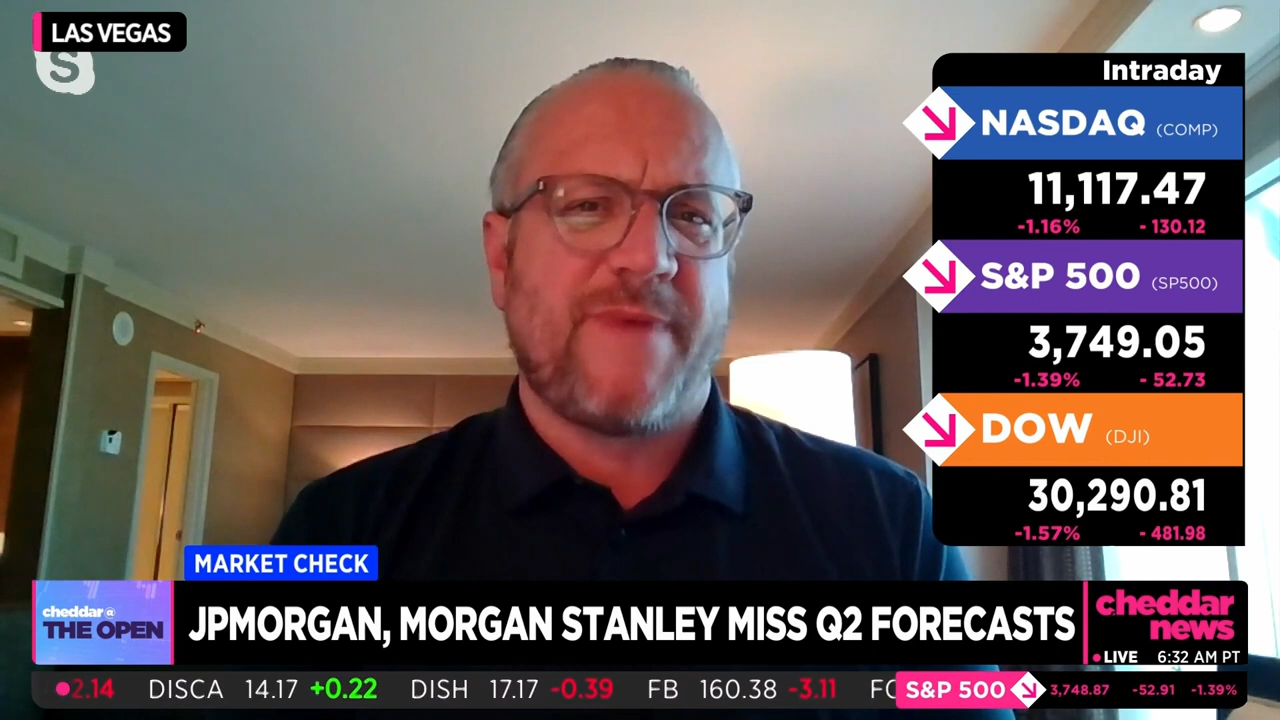 LAS VEGAS
S
Intraday
NASDAQ (COMP)
11,117.47
-1.16% - 130.12
S&P 500 (SP500)
3,749.05
-1.39% - 52.73
DOW (DJI)
30,290.81
-1.57% - 481.98
MARKET CHECK
cheddar@
THE OPEN
JPMORGAN, MORGAN STANLEY MISS Q2 FORECASTS
cheddar
news
LIVE 6:32 AM PT
2.14 DISCA 14.17 +0.22 DISH 17.17 -0.39 FB 160.38 -3.11
S&P 500 3,748.87 -52.91 -1.39%